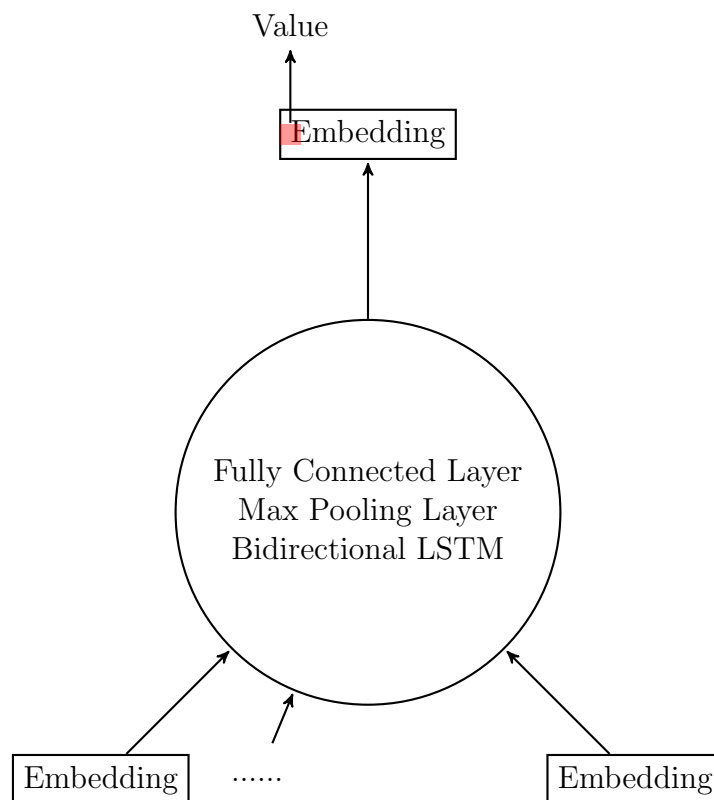 Value
Embedding
Fully Connected Layer
Max Pooling Layer
Bidirectional LSTM
Embedding ...... Embedding